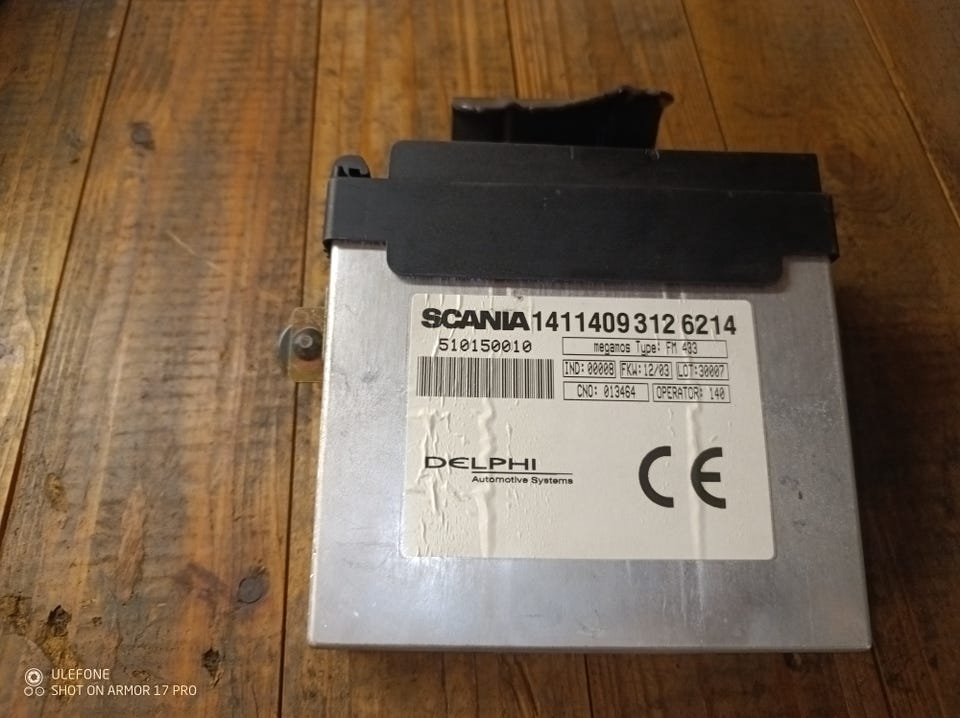 SCANIA 1411409 312 6214
510150010
megamos Type: FM 433
IND: 00008 FKW: 12/03 LOT: 30007
CNO: 013464 OPERATOR: 140
DELPHI
Automotive Systems
CE
ULEFONE
SHOT ON ARMOR 17 PRO